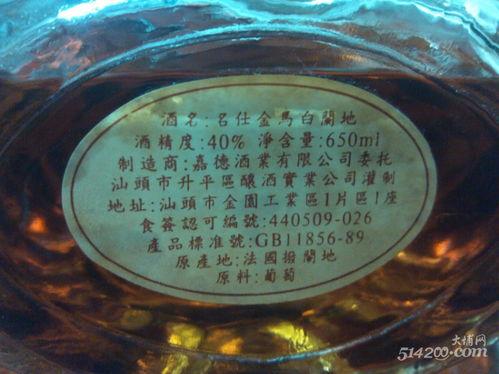 酒名:名仕金馬白蘭地
酒精度:40% 淨含量:650ml
制造商:嘉德酒業有限公司委托
汕頭市升平區釀酒實業公司灌制
地址:汕頭市金園工業區1片區1座
食簽認可編號:440509-026
產品標準號:GB11856-89
原產地:法國撥蘭地
原料:葡萄
大埔网
514200.com